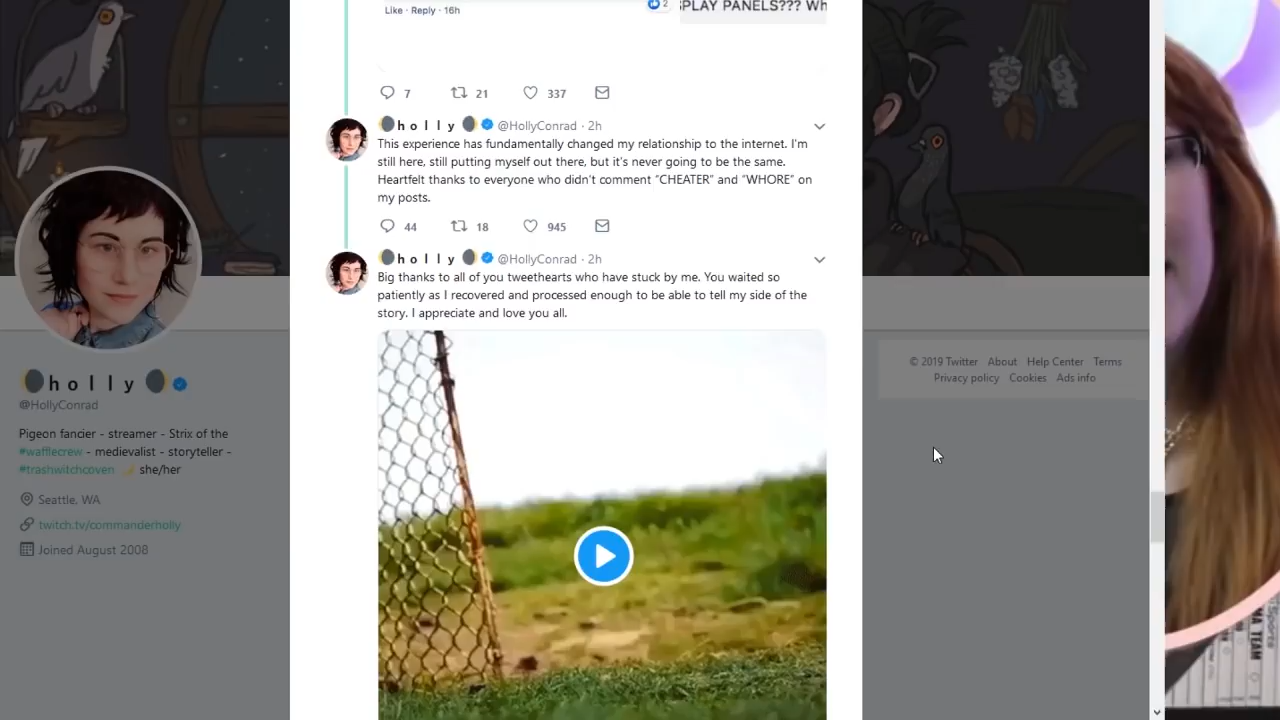 Like · Reply · 16h
2
PLAY PANELS??? Wh
7 21 337
h o l l y @HollyConrad · 2h
This experience has fundamentally changed my relationship to the internet. I'm
still here, still putting myself out there, but it's never going to be the same.
Heartfelt thanks to everyone who didn't comment “CHEATER” and “WHORE” on
my posts.
44 18 945
h o l l y @HollyConrad · 2h
Big thanks to all of you tweethearts who have stuck by me. You waited so
patiently as I recovered and processed enough to be able to tell my side of the
story. I appreciate and love you all.
h o l l y
@HollyConrad
Pigeon fancier - streamer - Strix of the
#wafflecrew - medievalist - storyteller -
#trashwitchcoven she/her
Seattle, WA
twitch.tv/commanderholly
Joined August 2008
© 2019 Twitter About Help Center Terms
Privacy policy Cookies Ads info
TEAM